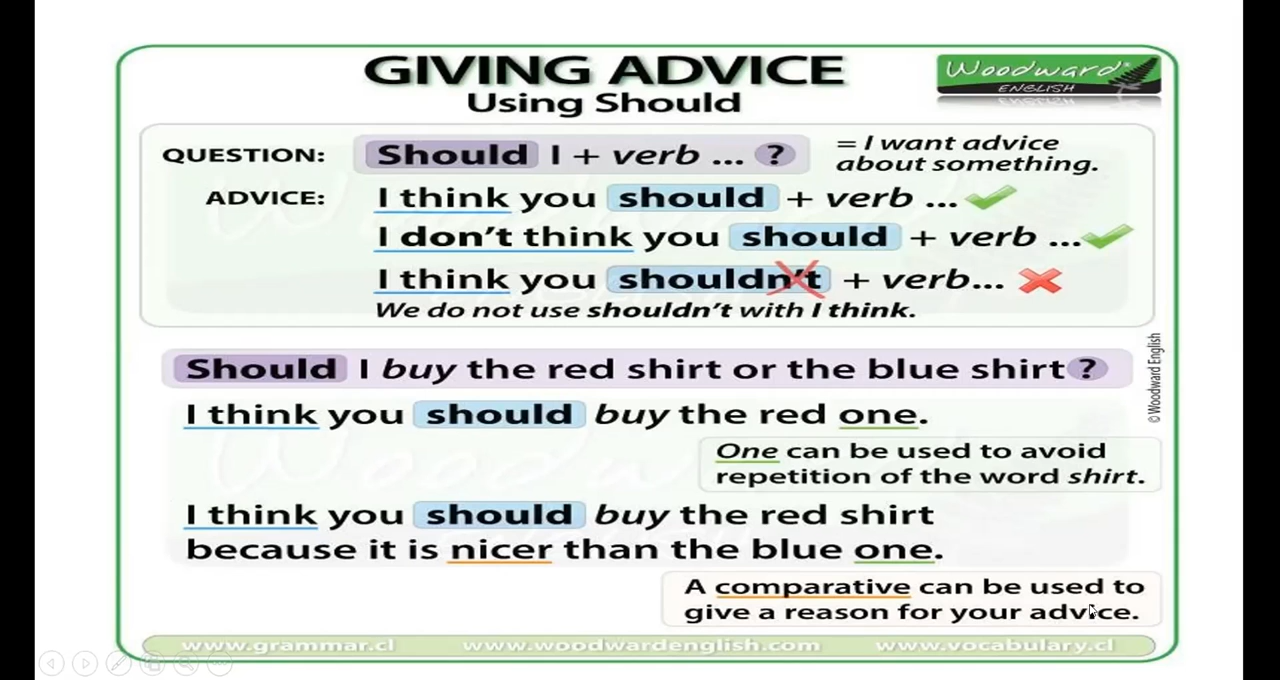 GIVING ADVICE
Using Should
Woodward
ENGLISH
QUESTION: Should I + verb ... ? = I want advice about something.
ADVICE: I think you should + verb ...
I don't think you should + verb ...
I think you shouldn't + verb...
We do not use shouldn't with I think.
Should I buy the red shirt or the blue shirt ?
I think you should buy the red one.
One can be used to avoid
repetition of the word shirt.
I think you should buy the red shirt
because it is nicer than the blue one.
A comparative can be used to
give a reason for your advice.
© Woodward English
www.grammar.cl www.woodwardenglish.com www.vocabulary.cl